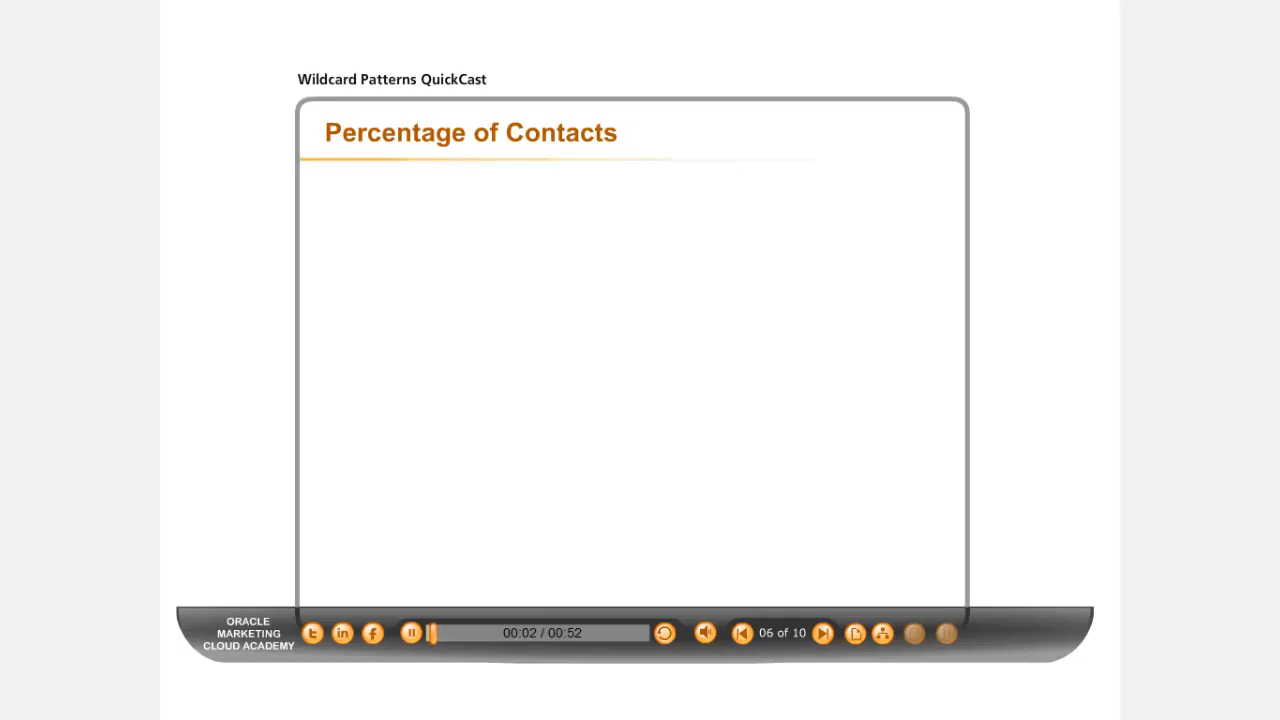 Wildcard Patterns QuickCast
Percentage of Contacts
ORACLE
MARKETING
CLOUD ACADEMY
00:02 / 00:52
06 of 10